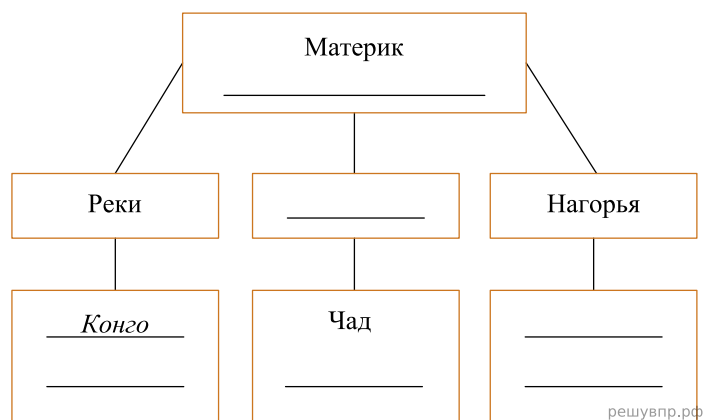 Материк
Реки
Нагорья
Конго
Чад
решувпр.рф